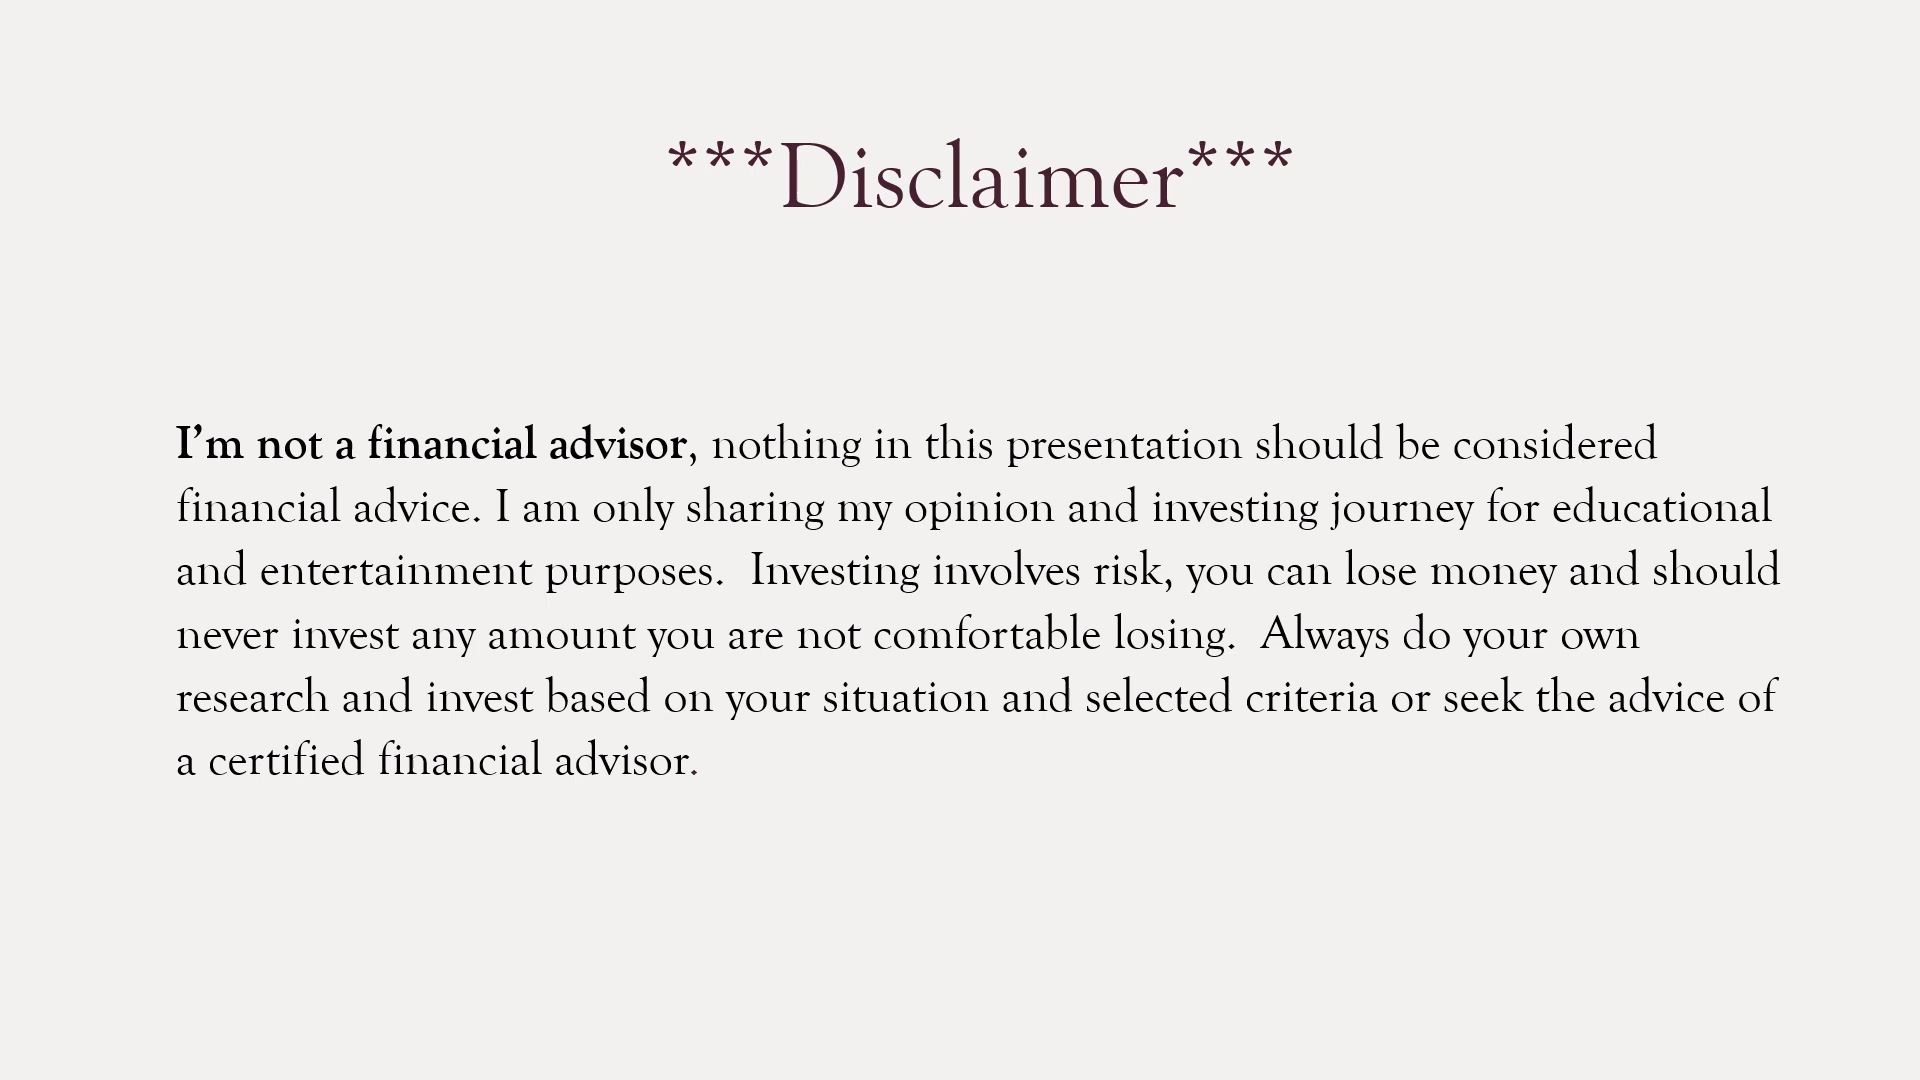 ***Disclaimer***
I’m not a financial advisor, nothing in this presentation should be considered
financial advice. I am only sharing my opinion and investing journey for educational
and entertainment purposes.  Investing involves risk, you can lose money and should
never invest any amount you are not comfortable losing.  Always do your own
research and invest based on your situation and selected criteria or seek the advice of
a certified financial advisor.